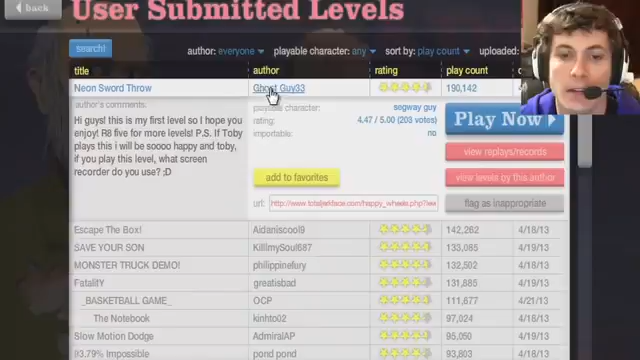 back
User Submitted Levels
search!
author: everyone playable character: any sort by: play count uploaded:
title author rating play count
Neon Sword Throw Ghost Guy33 190,142
author's comments:
Hi guys! this is my first level so I hope you
enjoy! R8 five for more levels! P.S. If Toby
plays this i will be soooo happy and toby,
if you play this level, what screen
recorder do you use? ;D
playable character: segway guy
rating: 4.47 / 5.00 (203 votes)
importable: no
add to favorites
Play Now
view replays/records
view levels by this author
flag as inappropriate
url: http://www.totaljerkface.com/happy_wheels.php?
Escape The Box! Aidaniscool9 142,262 4/18/13
SAVE YOUR SON KillmySoul687 133,085 4/19/13
MONSTER TRUCK DEMO! philippinefury 132,502 4/18/13
FatalitY greatisbad 131,885 4/19/13
_BASKETBALL GAME_ OCP 111,677 4/21/13
The Notebook kinhto02 97,024 4/18/13
Slow Motion Dodge AdmiralAP 95,050 4/19/13
93.79% Impossible pond pond 93,803 4/18/13